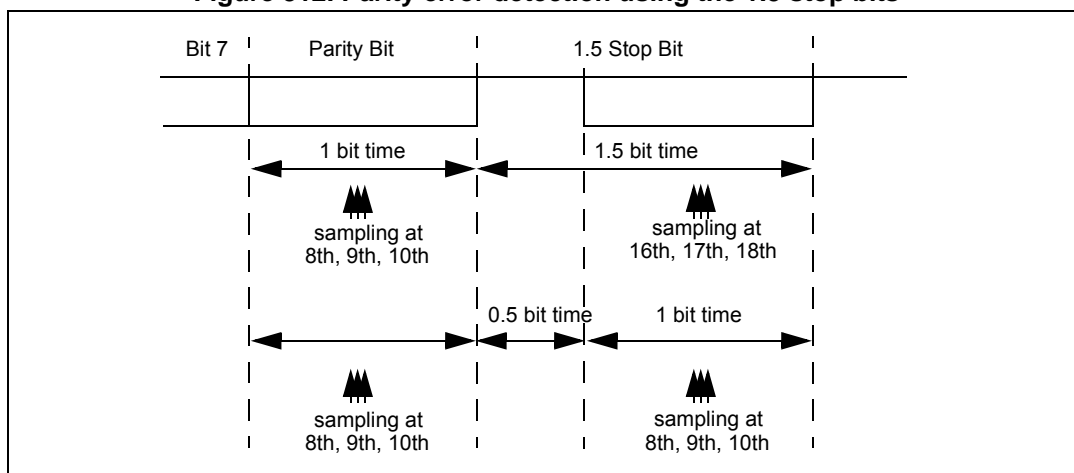 Parity error detection using the 1.5 stop bits
Bit 7 Parity Bit 1.5 Stop Bit
1 bit time 1.5 bit time
sampling at sampling at
8th, 9th, 10th 16th, 17th, 18th
0.5 bit time 1 bit time
sampling at sampling at
8th, 9th, 10th 8th, 9th, 10th